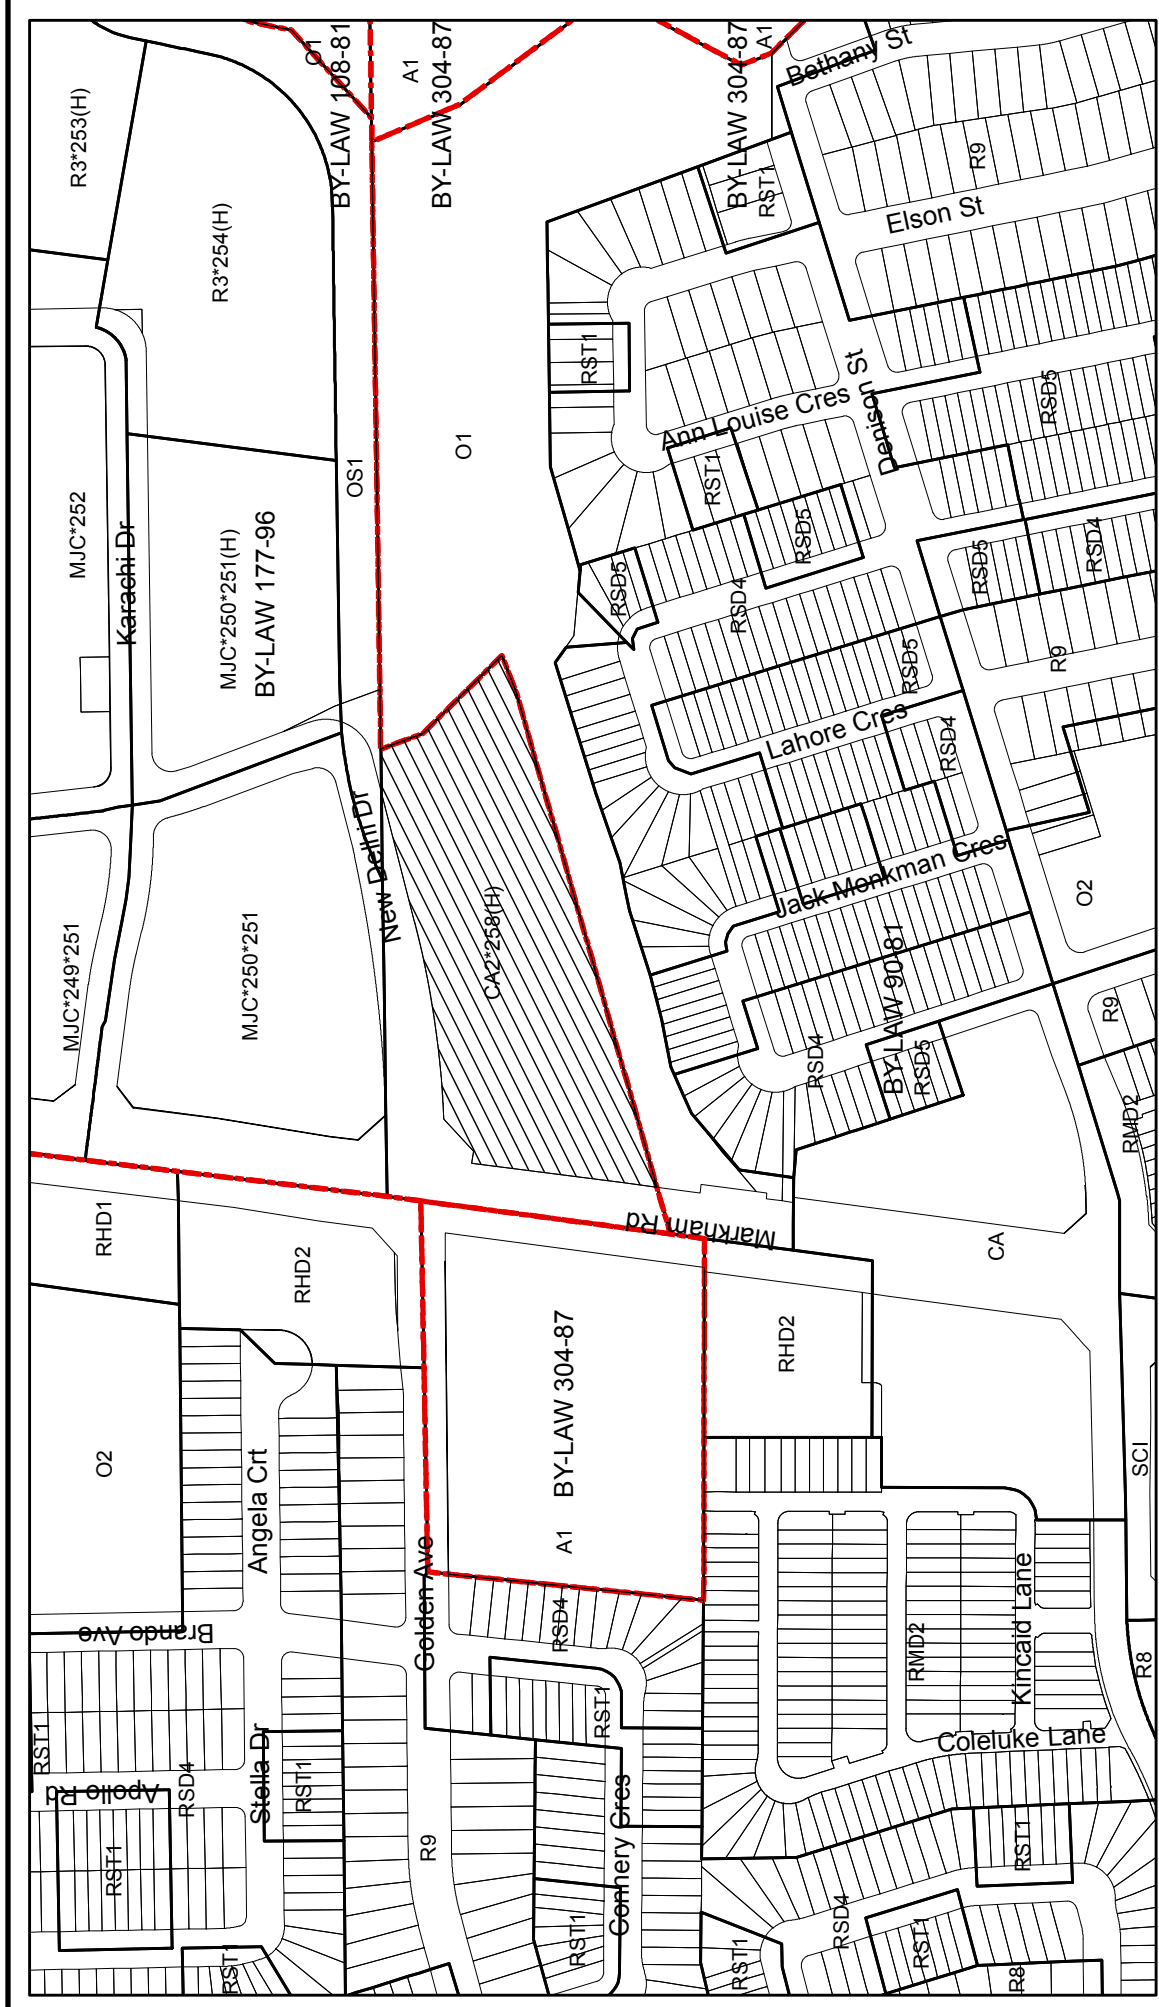 O1
BY-LAW 108-81
A1
BY-LAW 304-87
BY-LAW 304-87
A1
Bethany St
R3*253(H)
R9
RST1
Elson St
R3*254(H)
RST1
Ann Louise Cres
Denison St
RSD5
OS1
O1
RST1
MJC*252
Karachi Dr
MJC*250*251(H)
BY-LAW 177-96
RSD5
RSD5
RSD4
RSD5
RSD4
RSD5
R9
Lahore Cres
RSD4
New Delhi Dr
Jack Monkman Cres
O2
CA2*258(H)
MJC*249*251
MJC*250*251
BY-LAW 90-81
RSD4
RSD5
R9
RMD2
Markham Rd
RHD1
RHD2
CA
RHD2
BY-LAW 304-87
O2
Angela Crt
A1
SCI
Golden Ave
Brando Ave
RSD4
Kincaid Lane
RMD2
R8
RST1
RST1
Stella Dr
Coleluke Lane
Apollo Rd
RSD4
RST1
R9
Conhery Cres
RST1
RST1
RSD4
RST1
RST1
RST1
RST1
R8